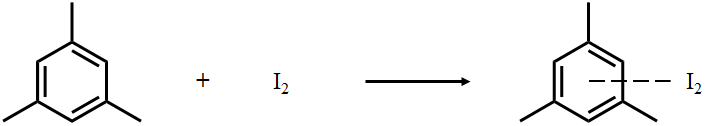 + I₂ I₂